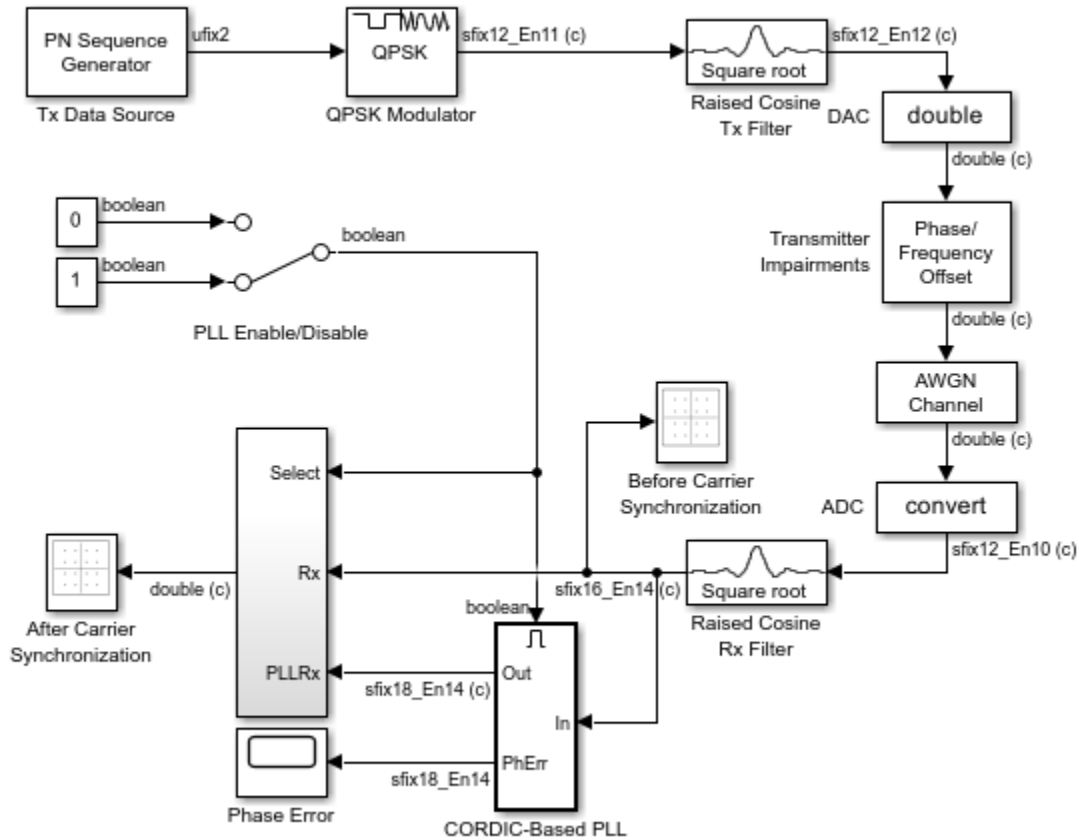 PN Sequence
Generator
Tx Data Source
ufix2
QPSK
QPSK Modulator
sfix12_En11 (c)
Square root
Raised Cosine
Tx Filter
sfix12_En12 (c)
DAC
double
double (c)
Transmitter
Impairments
Phase/
Frequency
Offset
double (c)
AWGN
Channel
double (c)
ADC
convert
sfix12_En10 (c)
0
boolean
1
boolean
boolean
PLL Enable/Disable
Before Carrier
Synchronization
Square root
Raised Cosine
Rx Filter
sfix16_En14 (c)
Select
Rx
PLLRx
double (c)
After Carrier
Synchronization
boolean
Out
In
PhErr
sfix18_En14 (c)
sfix18_En14
Phase Error
CORDIC-Based PLL